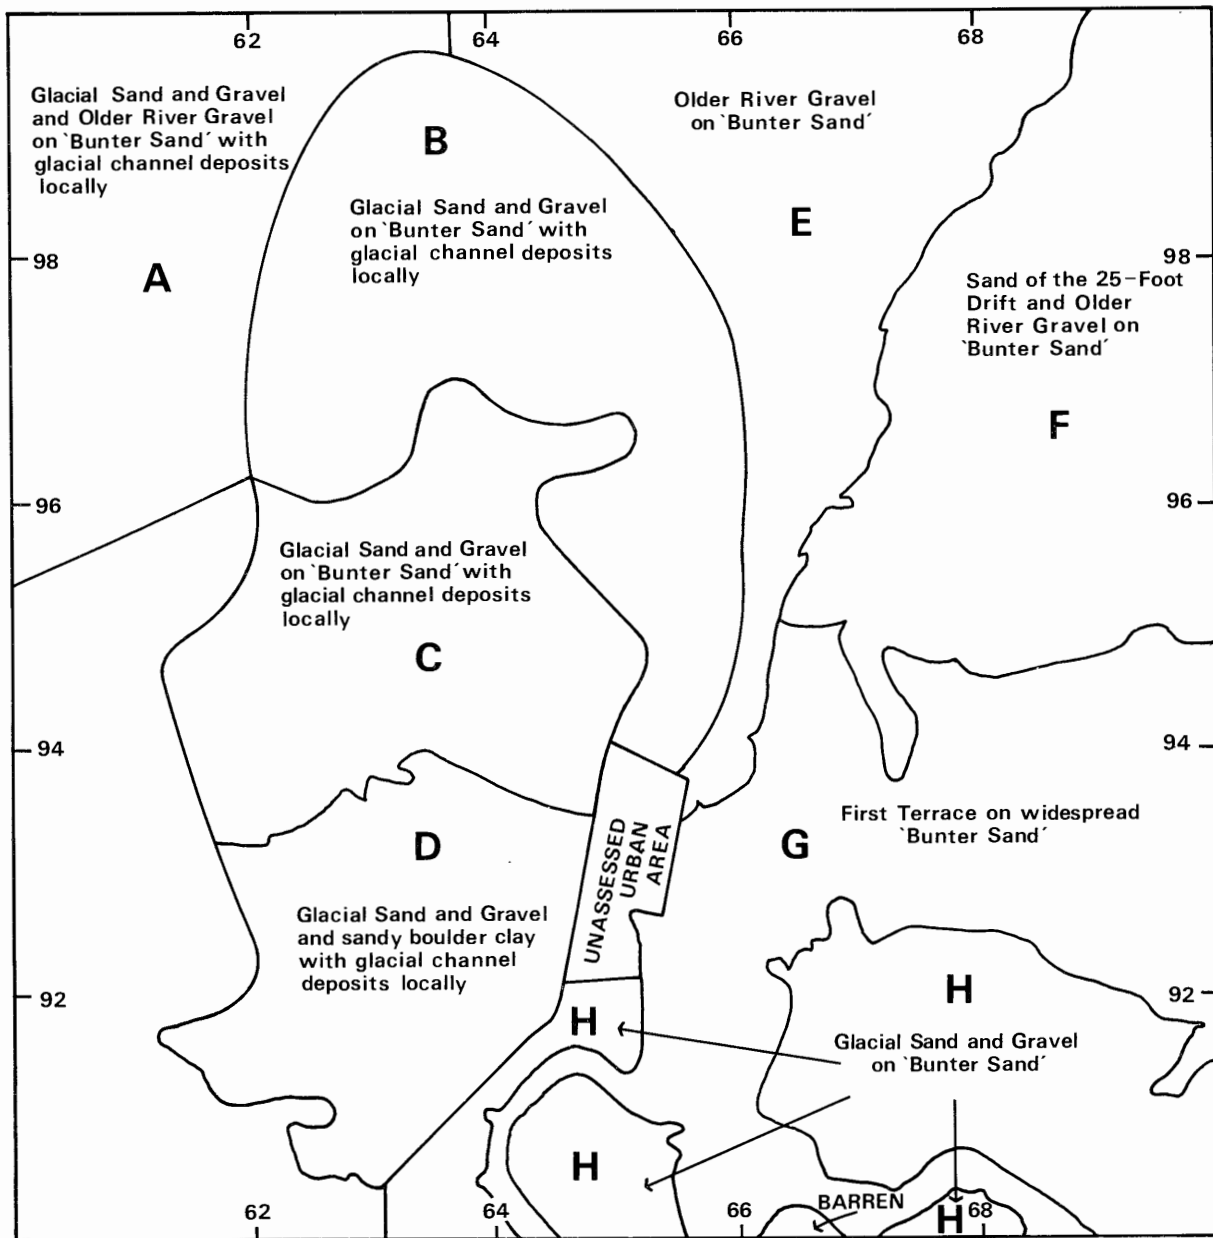 62
64
66
68
Glacial Sand and Gravel
and Older River Gravel
on `Bunter Sand´ with
glacial channel deposits
locally
B
Older River Gravel
on `Bunter Sand´
Glacial Sand and Gravel
on `Bunter Sand´ with
glacial channel deposits
locally
E
98
A
98
Sand of the 25-Foot
Drift and Older
River Gravel on
`Bunter Sand´
F
96
96
Glacial Sand and Gravel
on `Bunter Sand´ with
glacial channel deposits
locally
C
94
94
First Terrace on widespread
`Bunter Sand´
D
G
UNASSESSED
URBAN
AREA
Glacial Sand and Gravel
and sandy boulder clay
with glacial channel
deposits locally
92
H
92
H
Glacial Sand and Gravel
on `Bunter Sand´
H
BARREN
H
62
64
66
68